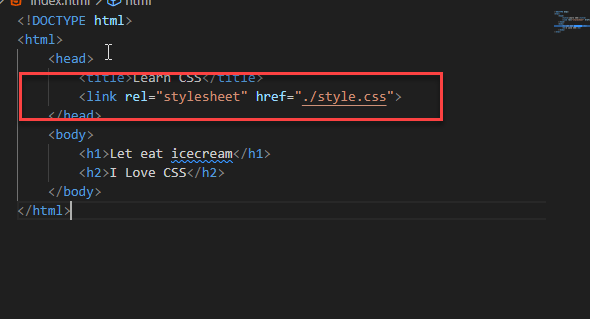 index.html / html
<!DOCTYPE html>
<html>
<head>
<title>Learn CSS</title>
<link rel="stylesheet" href="./style.css">
</head>
<body>
<h1>Let eat icecream</h1>
<h2>I Love CSS</h2>
</body>
</html>